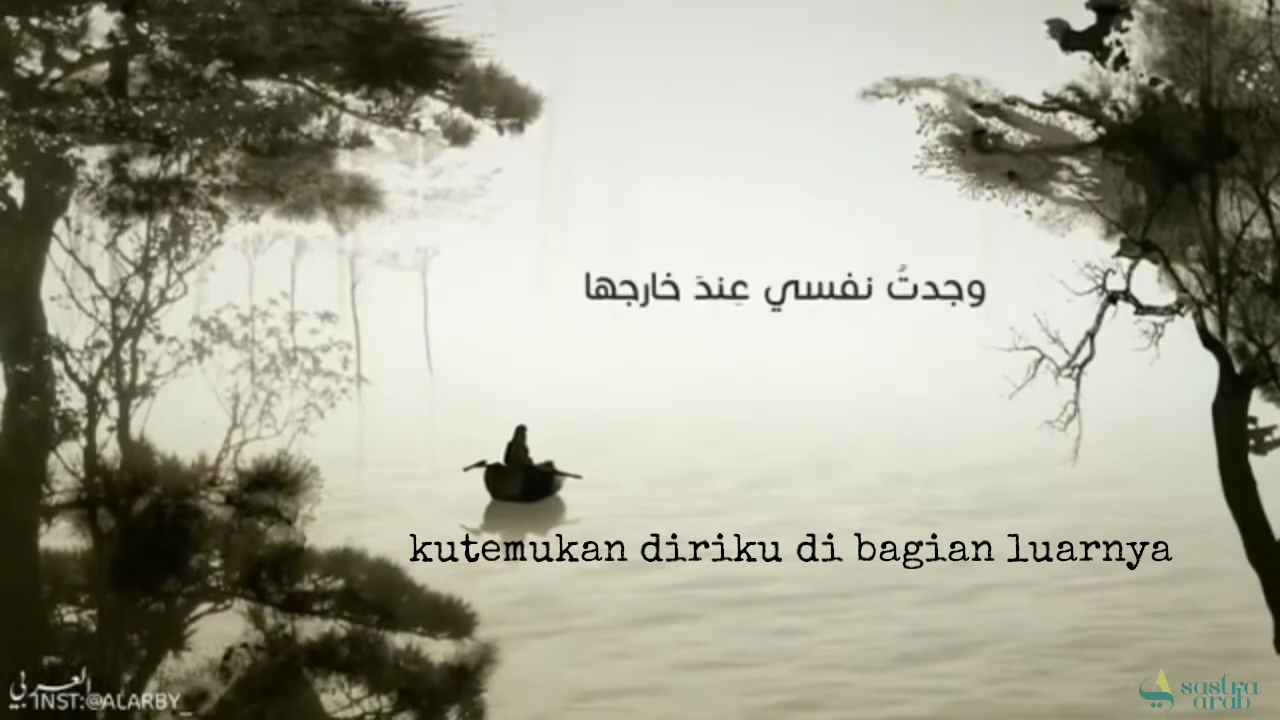 وجدتُ نفسي عِندَ خارجها
kutemukan diriku di bagian luarnya
العربي
INST:@ALARBY_
sastra
arab